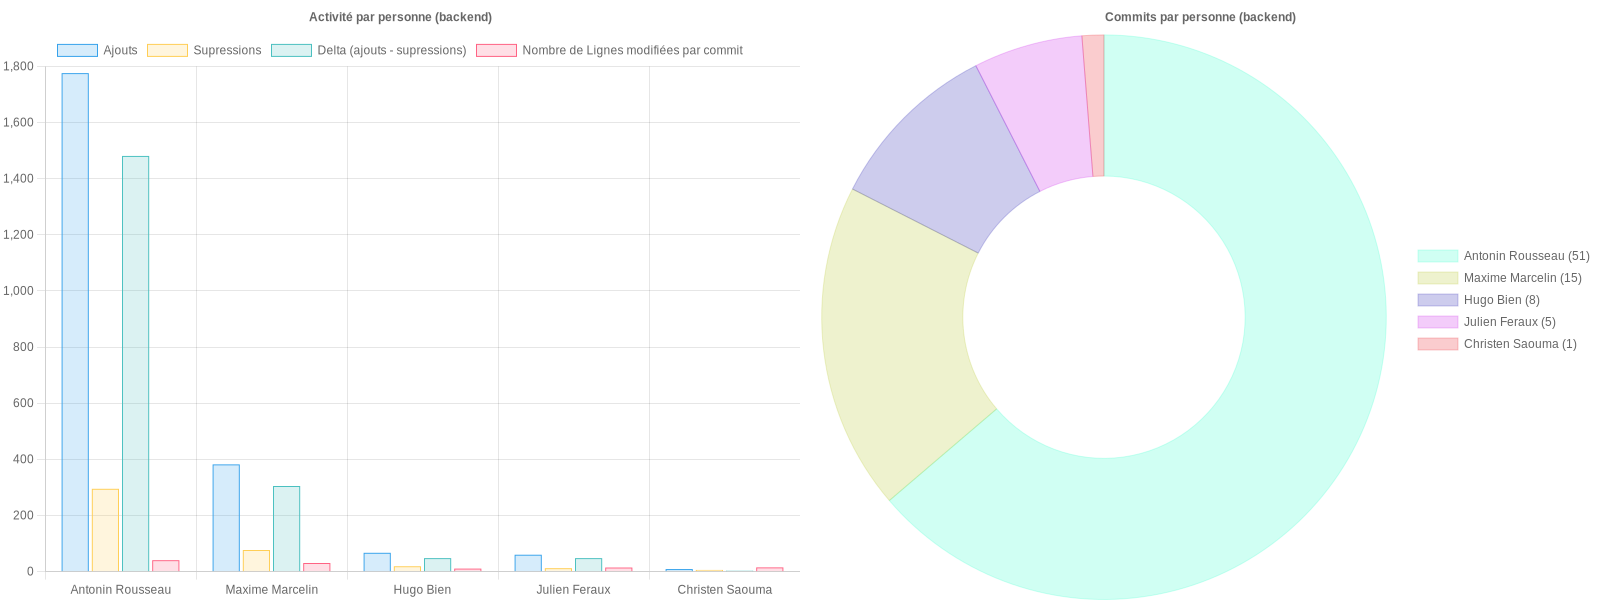 Activité par personne (backend)
Ajouts
Supressions
Delta (ajouts - supressions)
Nombre de Lignes modifiées par commit
1,800
1,600
1,400
1,200
1,000
800
600
400
200
0
Antonin Rousseau
Maxime Marcelin
Hugo Bien
Julien Feraux
Christen Saouma
Commits par personne (backend)
Antonin Rousseau (51)
Maxime Marcelin (15)
Hugo Bien (8)
Julien Feraux (5)
Christen Saouma (1)